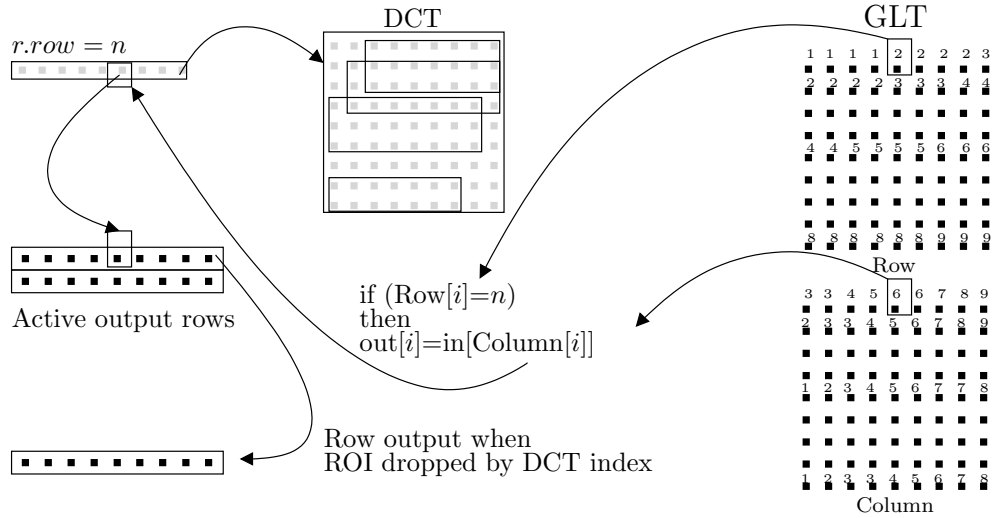 DCT
GLT
r.row = n
1 1 1 1 2 2 2 2 3
2 2 2 2 3 3 3 4 4
4 4 5 5 5 5 6 6 6
8 8 8 8 8 8 9 9 9
Row
if (Row[i]=n)
then
out[i]=in[Column[i]]
Active output rows
3 3 4 5 6 6 7 8 9
2 3 3 4 5 6 7 8 9
1 2 3 3 4 5 7 7 8
1 2 3 3 4 5 6 7 8
Column
Row output when
ROI dropped by DCT index